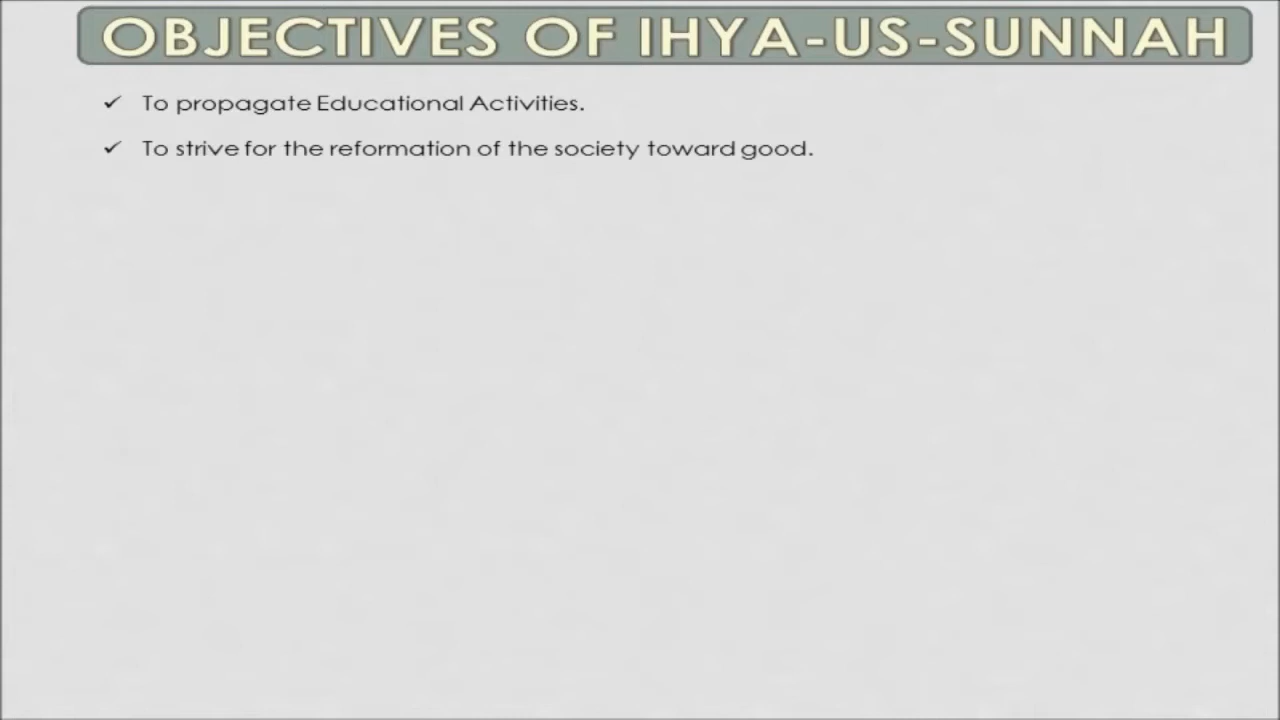 OBJECTIVES OF IHYA-US-SUNNAH
✓ To propagate Educational Activities.
✓ To strive for the reformation of the society toward good.